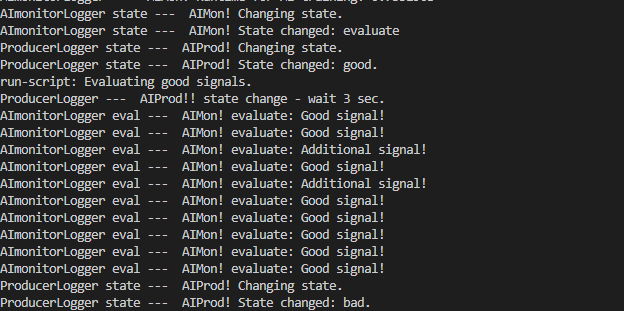 AImonitorLogger state ---  AIMon! Changing state.
AImonitorLogger state ---  AIMon! State changed: evaluate
ProducerLogger state ---  AIProd! Changing state.
ProducerLogger state ---  AIProd! State changed: good.
run-script: Evaluating good signals.
ProducerLogger ---  AIProd!! state change - wait 3 sec.
AImonitorLogger eval ---  AIMon! evaluate: Good signal!
AImonitorLogger eval ---  AIMon! evaluate: Good signal!
AImonitorLogger eval ---  AIMon! evaluate: Additional signal!
AImonitorLogger eval ---  AIMon! evaluate: Good signal!
AImonitorLogger eval ---  AIMon! evaluate: Additional signal!
AImonitorLogger eval ---  AIMon! evaluate: Good signal!
AImonitorLogger eval ---  AIMon! evaluate: Good signal!
AImonitorLogger eval ---  AIMon! evaluate: Good signal!
AImonitorLogger eval ---  AIMon! evaluate: Good signal!
AImonitorLogger eval ---  AIMon! evaluate: Good signal!
ProducerLogger state ---  AIProd! Changing state.
ProducerLogger state ---  AIProd! State changed: bad.